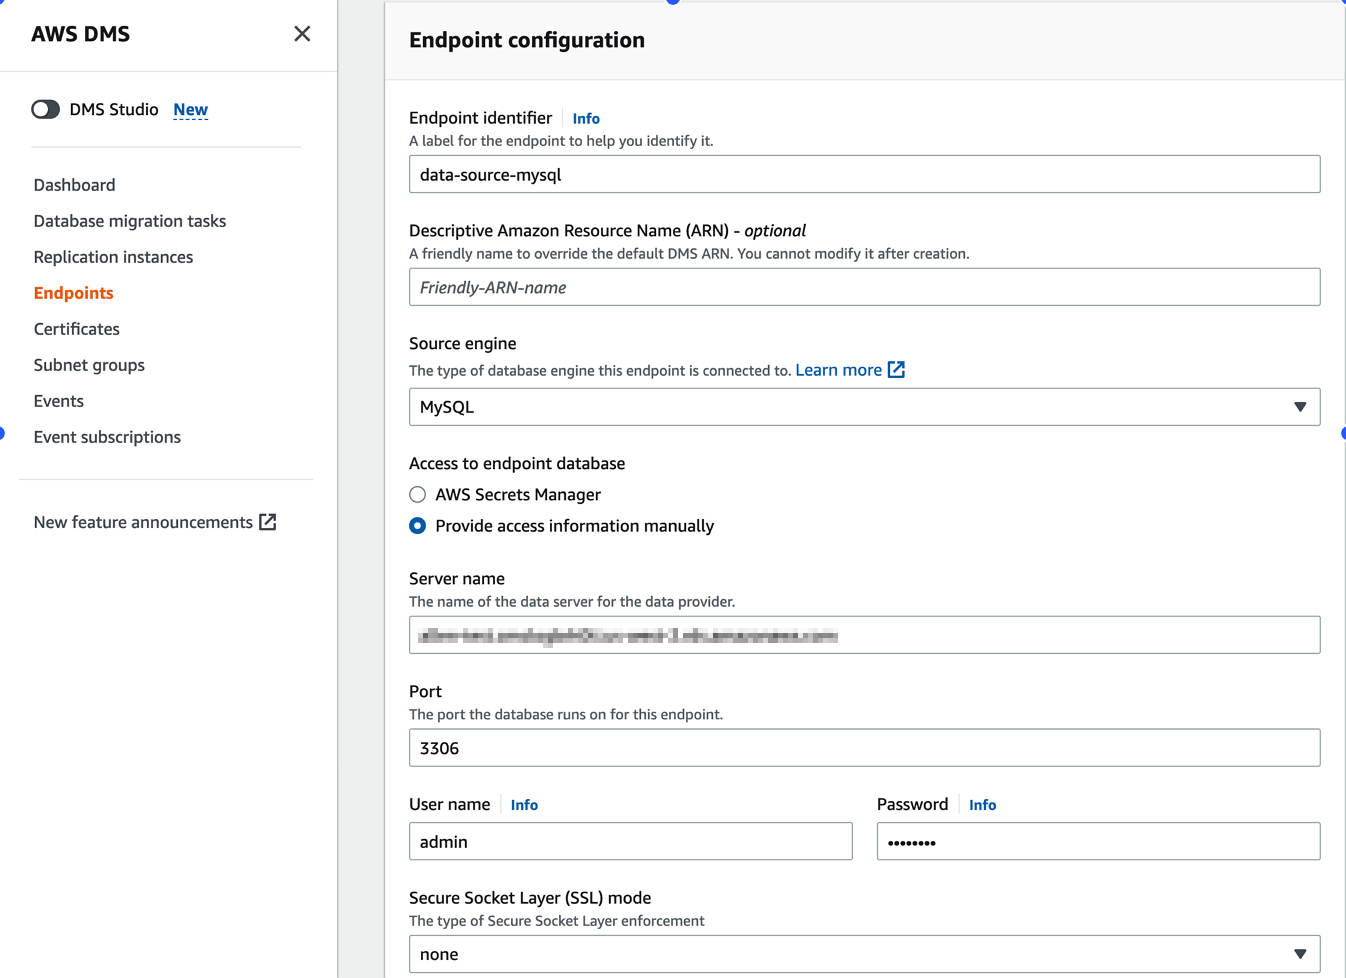 AWS DMS
DMS Studio New
Dashboard
Database migration tasks
Replication instances
Endpoints
Certificates
Subnet groups
Events
Event subscriptions
New feature announcements
Endpoint configuration
Endpoint identifier Info
A label for the endpoint to help you identify it.
data-source-mysql
Descriptive Amazon Resource Name (ARN) - optional
A friendly name to override the default DMS ARN. You cannot modify it after creation.
Friendly-ARN-name
Source engine
The type of database engine this endpoint is connected to. Learn more
MySQL
Access to endpoint database
AWS Secrets Manager
Provide access information manually
Server name
The name of the data server for the data provider.
Port
The port the database runs on for this endpoint.
3306
User name Info
Password Info
admin
••••••••
Secure Socket Layer (SSL) mode
The type of Secure Socket Layer enforcement
none